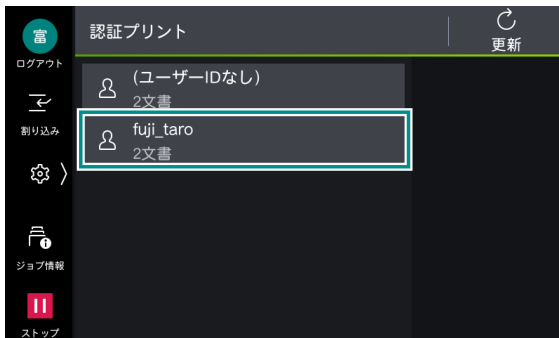 富
ログアウト
割り込み
ジョブ情報
ストップ
認証プリント
更新
(ユーザーIDなし)
2文書
fuji_taro
2文書